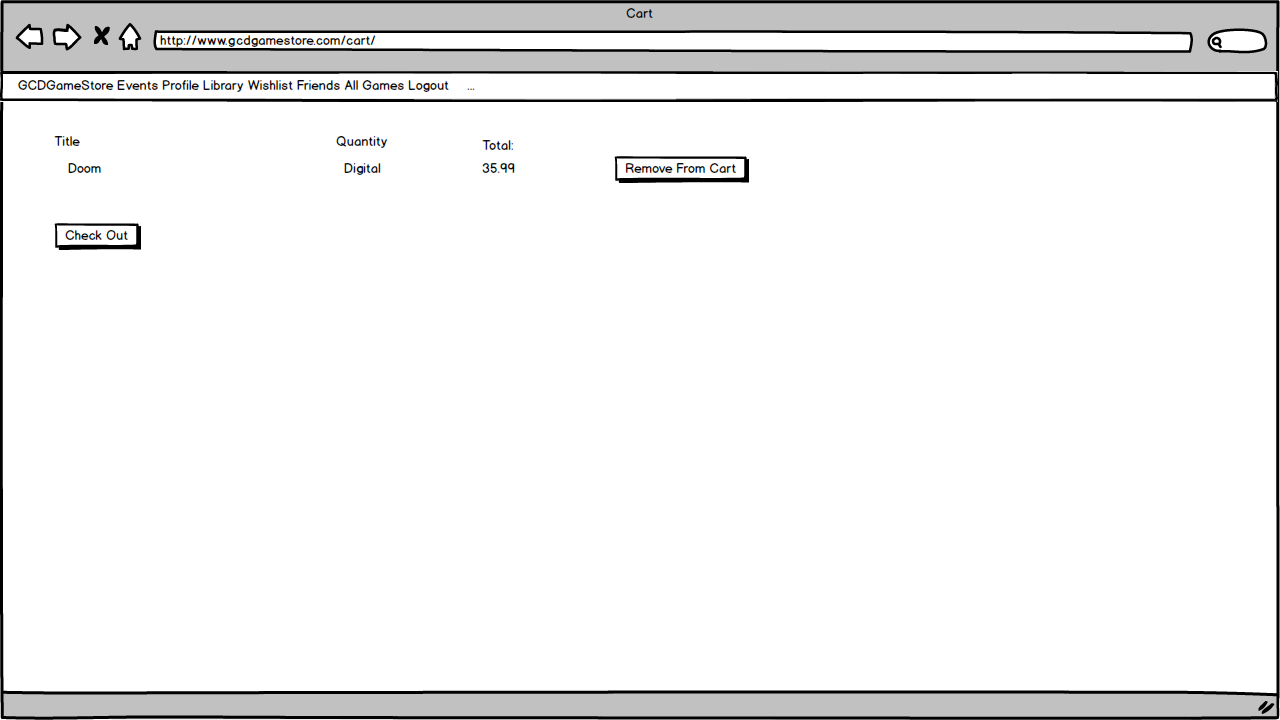 Cart
http://www.gcdgamestore.com/cart/
GCDGameStore Events Profile Library Wishlist Friends All Games Logout ...
Title Quantity Total:
Doom Digital 35.99 Remove From Cart
Check Out